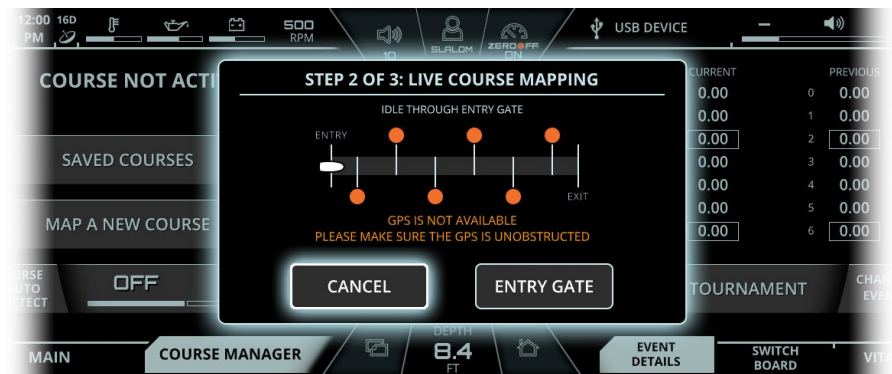 12:00 16D 500 USB DEVICE –
PM RPM
10 SLALOM ZEROOFF ON
COURSE NOT ACTI
SAVED COURSES
MAP A NEW COURSE
OFF
STEP 2 OF 3: LIVE COURSE MAPPING
IDLE THROUGH ENTRY GATE
ENTRY
EXIT
GPS IS NOT AVAILABLE
PLEASE MAKE SURE THE GPS IS UNOBSTRUCTED
CANCEL ENTRY GATE
CURRENT PREVIOUS
0.00 0 0.00
0.00 1 0.00
0.00 2 0.00
0.00 3 0.00
0.00 4 0.00
0.00 5 0.00
0.00 6 0.00
TOURNAMENT
MAIN
COURSE MANAGER
DEPTH
8.4
FT
EVENT
DETAILS
SWITCH
BOARD